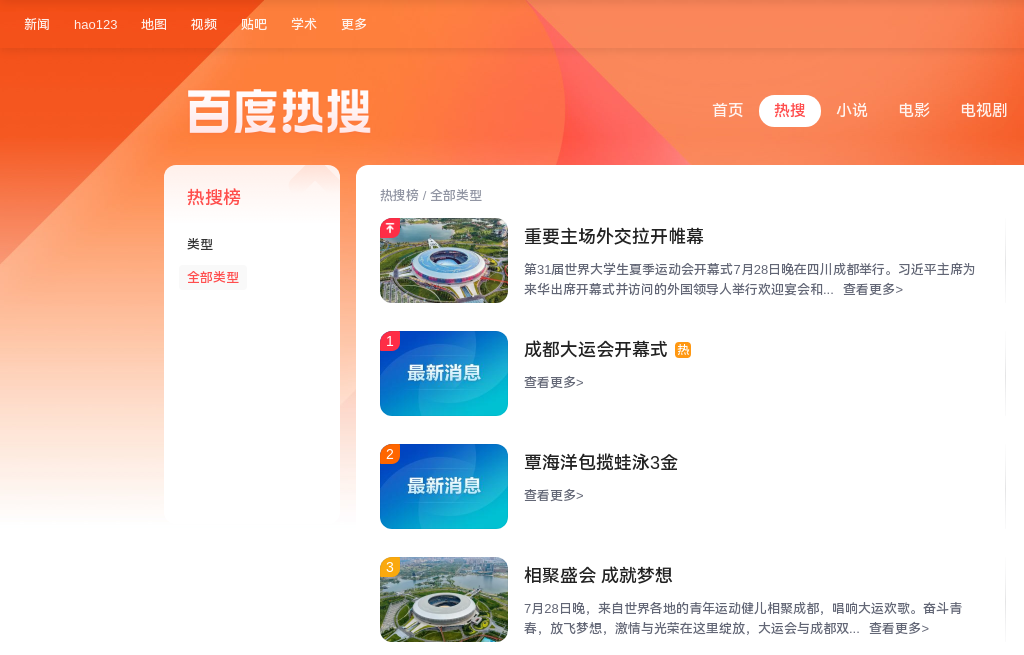 新闻 hao123 地图 视频 贴吧 学术 更多
百度热搜
首页 热搜 小说 电影 电视剧
热搜榜
类型
全部类型
热搜榜 / 全部类型
重要主场外交拉开帷幕
第31届世界大学生夏季运动会开幕式7月28日晚在四川成都举行。习近平主席为
来华出席开幕式并访问的外国领导人举行欢迎宴会和... 查看更多>
1
最新消息
成都大运会开幕式 热
查看更多>
2
最新消息
覃海洋包揽蛙泳3金
查看更多>
3
相聚盛会 成就梦想
7月28日晚，来自世界各地的青年运动健儿相聚成都，唱响大运欢歌。奋斗青
春，放飞梦想，激情与光荣在这里绽放，大运会与成都双... 查看更多>